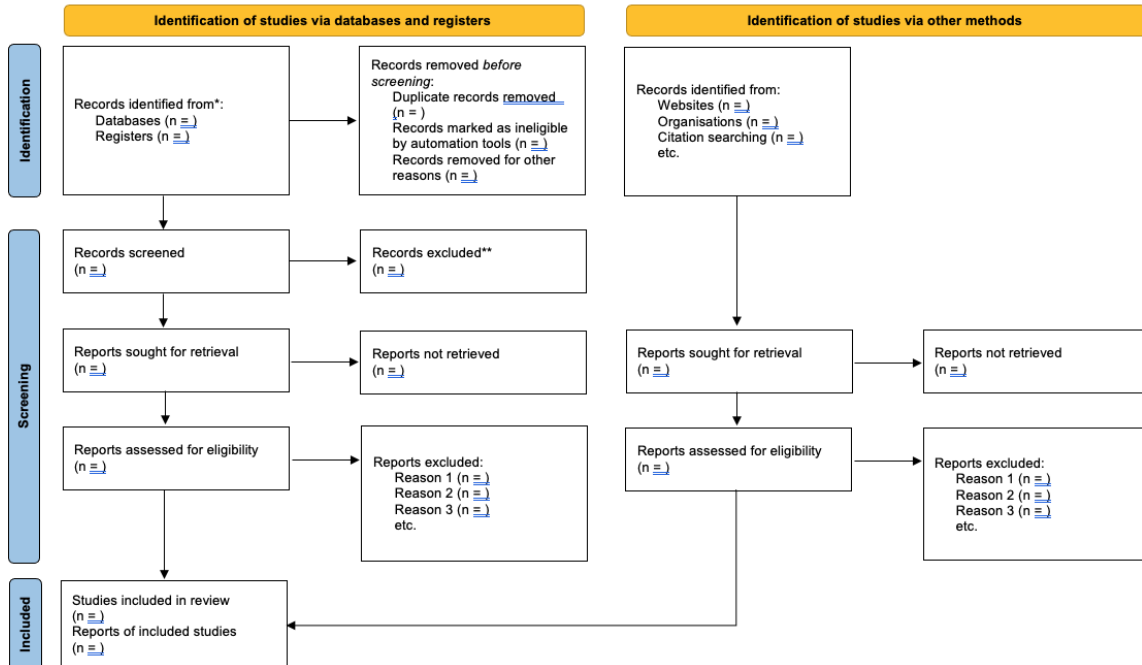 Identification of studies via databases and registers
Identification of studies via other methods
Identification
Records identified from*:
Databases (n = )
Registers (n = )
Records removed before
screening:
Duplicate records removed
(n = )
Records marked as ineligible
by automation tools (n = )
Records removed for other
reasons (n = )
Records identified from:
Websites (n = )
Organisations (n = )
Citation searching (n = )
etc.
Screening
Records screened
(n = )
Records excluded**
(n = )
Reports sought for retrieval
(n = )
Reports not retrieved
(n = )
Reports sought for retrieval
(n = )
Reports not retrieved
(n = )
Reports assessed for eligibility
(n = )
Reports excluded:
Reason 1 (n = )
Reason 2 (n = )
Reason 3 (n = )
etc.
Reports assessed for eligibility
(n = )
Reports excluded:
Reason 1 (n = )
Reason 2 (n = )
Reason 3 (n = )
etc.
Included
Studies included in review
(n = )
Reports of included studies
(n = )